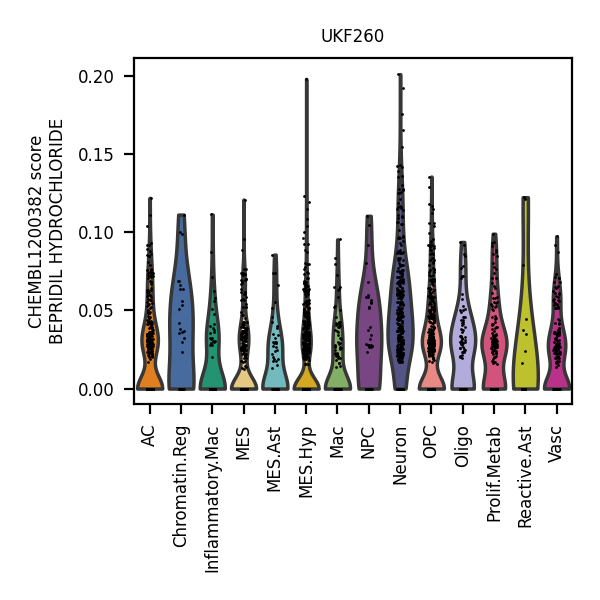 UKF260
CHEMBL1200382 score
BEPRIDIL HYDROCHLORIDE
0.20
0.15
0.10
0.05
0.00
AC
Chromatin.Reg
Inflammatory.Mac
MES
MES.Ast
MES.Hyp
Mac
NPC
Neuron
OPC
Oligo
Prolif.Metab
Reactive.Ast
Vasc